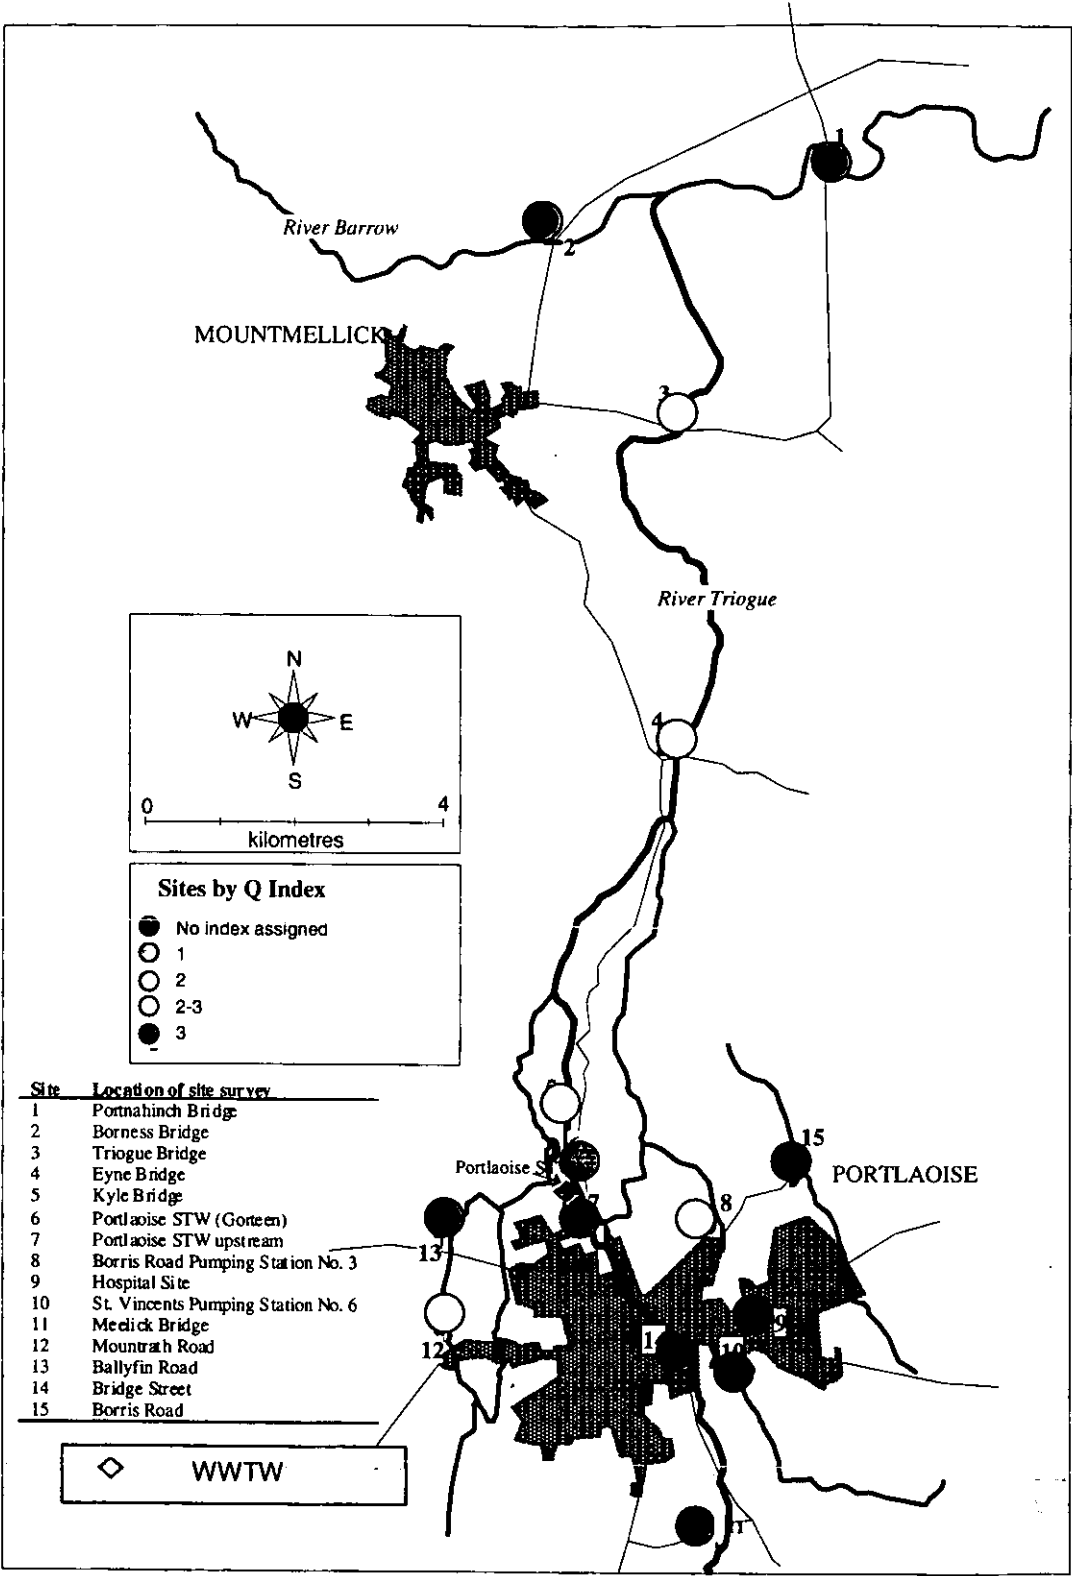 1
River Barrow
2
MOUNTMELLICK
3
River Triogue
N
W E
S
4
0 4
kilometres
Sites by Q Index
No index assigned
1
2
2-3
3
Site Location of site survey
1 Portnahinch Bridge
2 Borness Bridge
3 Triogue Bridge
4 Eyne Bridge
5 Kyle Bridge
6 Portlaoise STW (Gorteen)
7 Portlaoise STW upstream
8 Borris Road Pumping Station No. 3
9 Hospital Site
10 St. Vincents Pumping Station No. 6
11 Meelick Bridge
12 Mountrath Road
13 Ballyfin Road
14 Bridge Street
15 Borris Road
15
Portlaoise
PORTLAOISE
7
8
13
9
12
10
11
WWTW